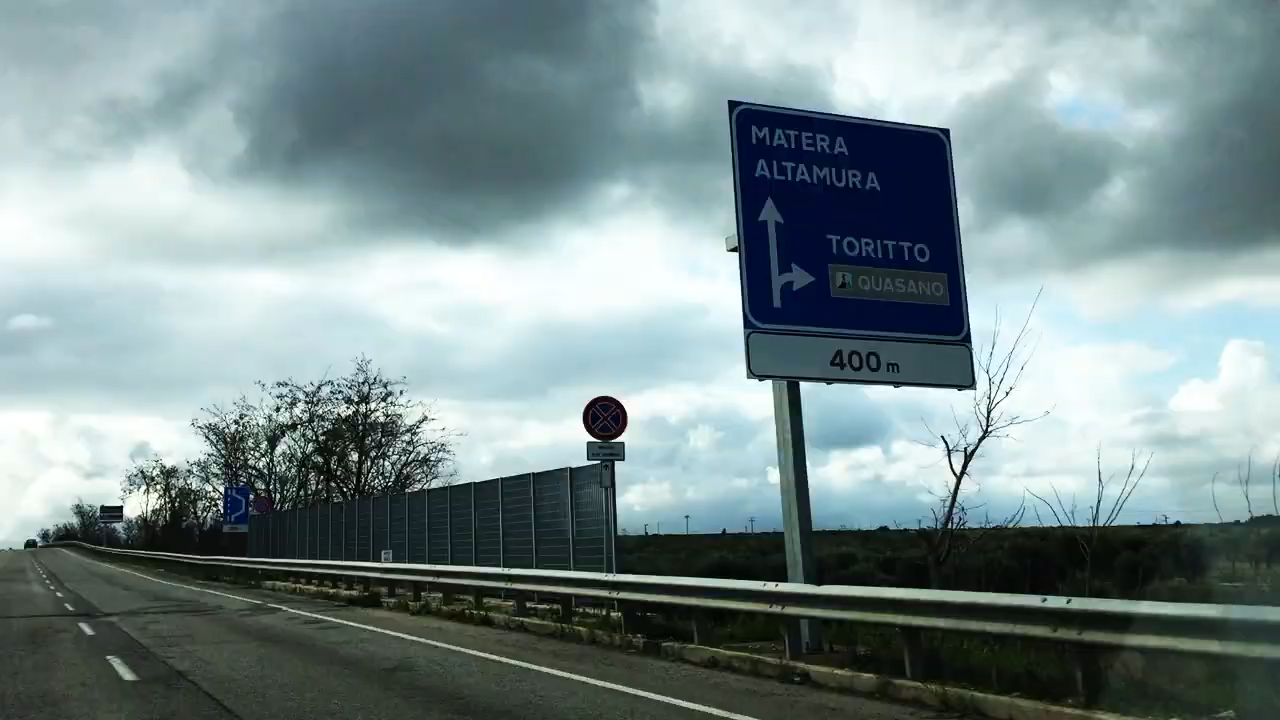 MATERA
ALTAMURA
TORITTO
QUASANO
400 m